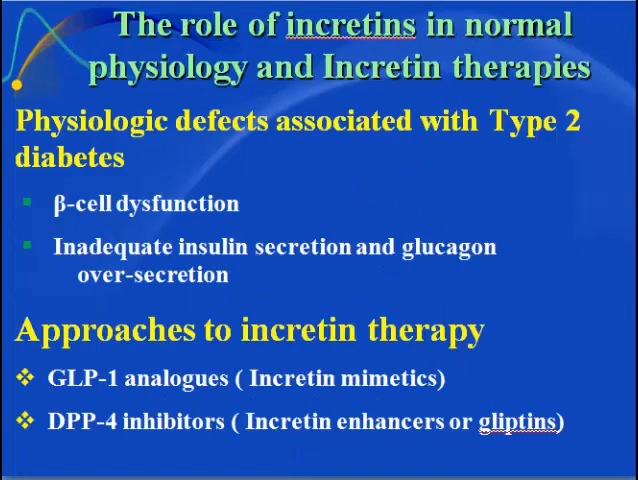 The role of incretins in normal
physiology and Incretin therapies
Physiologic defects associated with Type 2
diabetes
β-cell dysfunction
Inadequate insulin secretion and glucagon
over-secretion
Approaches to incretin therapy
GLP-1 analogues ( Incretin mimetics)
DPP-4 inhibitors ( Incretin enhancers or gliptins)